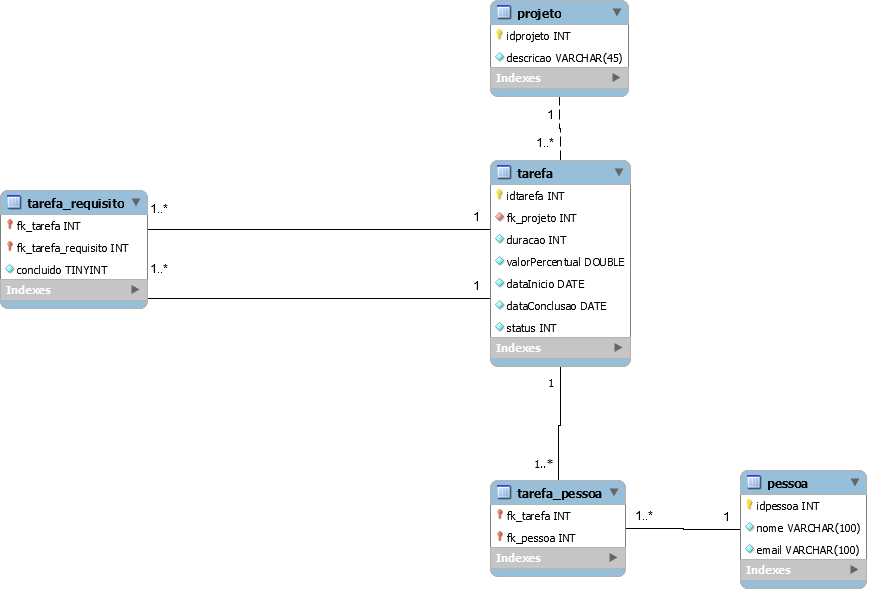 projeto
idprojeto INT
descricao VARCHAR(45)
Indexes
1
1..*
tarefa
idtarefa INT
fk_projeto INT
duracao INT
valorPercentual DOUBLE
dataInicio DATE
dataConclusao DATE
status INT
Indexes
tarefa_requisito
fk_tarefa INT
fk_tarefa_requisito INT
concluido TINYINT
Indexes
1..*
1
1..*
1
1
1..*
tarefa_pessoa
fk_tarefa INT
fk_pessoa INT
Indexes
1..*
1
pessoa
idpessoa INT
nome VARCHAR(100)
email VARCHAR(100)
Indexes